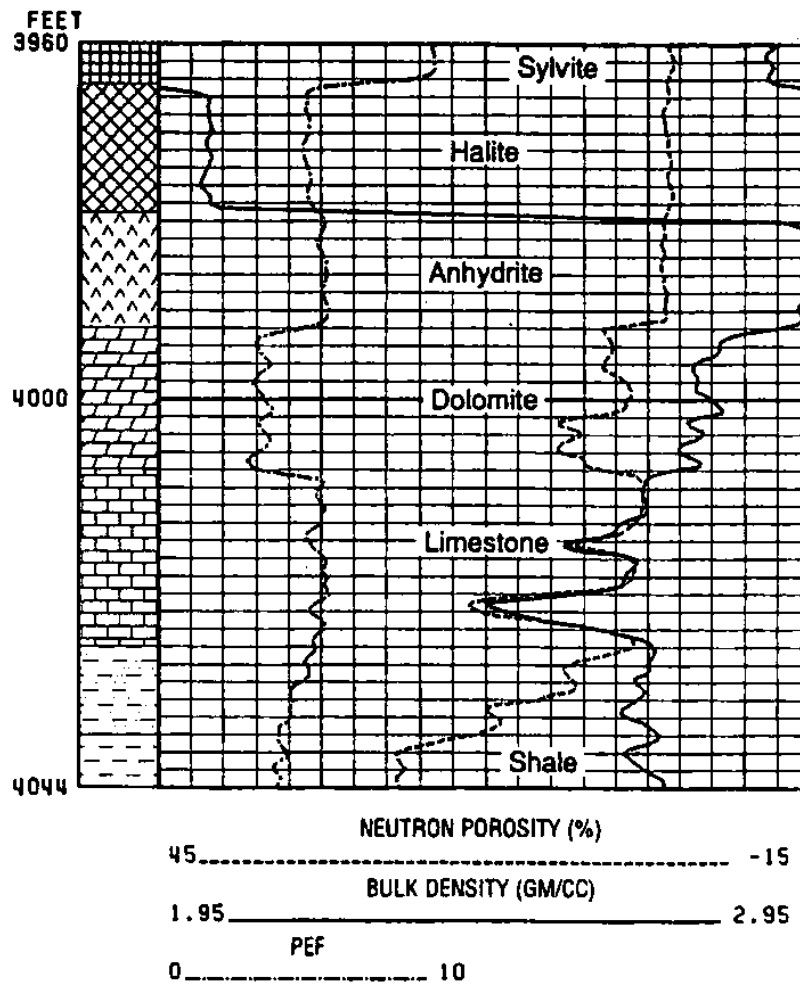 FEET
3960
Sylvite
Halite
Anhydrite
4000
Dolomite
Limestone
Shale
4044
NEUTRON POROSITY (%)
45 -15
BULK DENSITY (GM/CC)
1.95 2.95
PEF
0 10